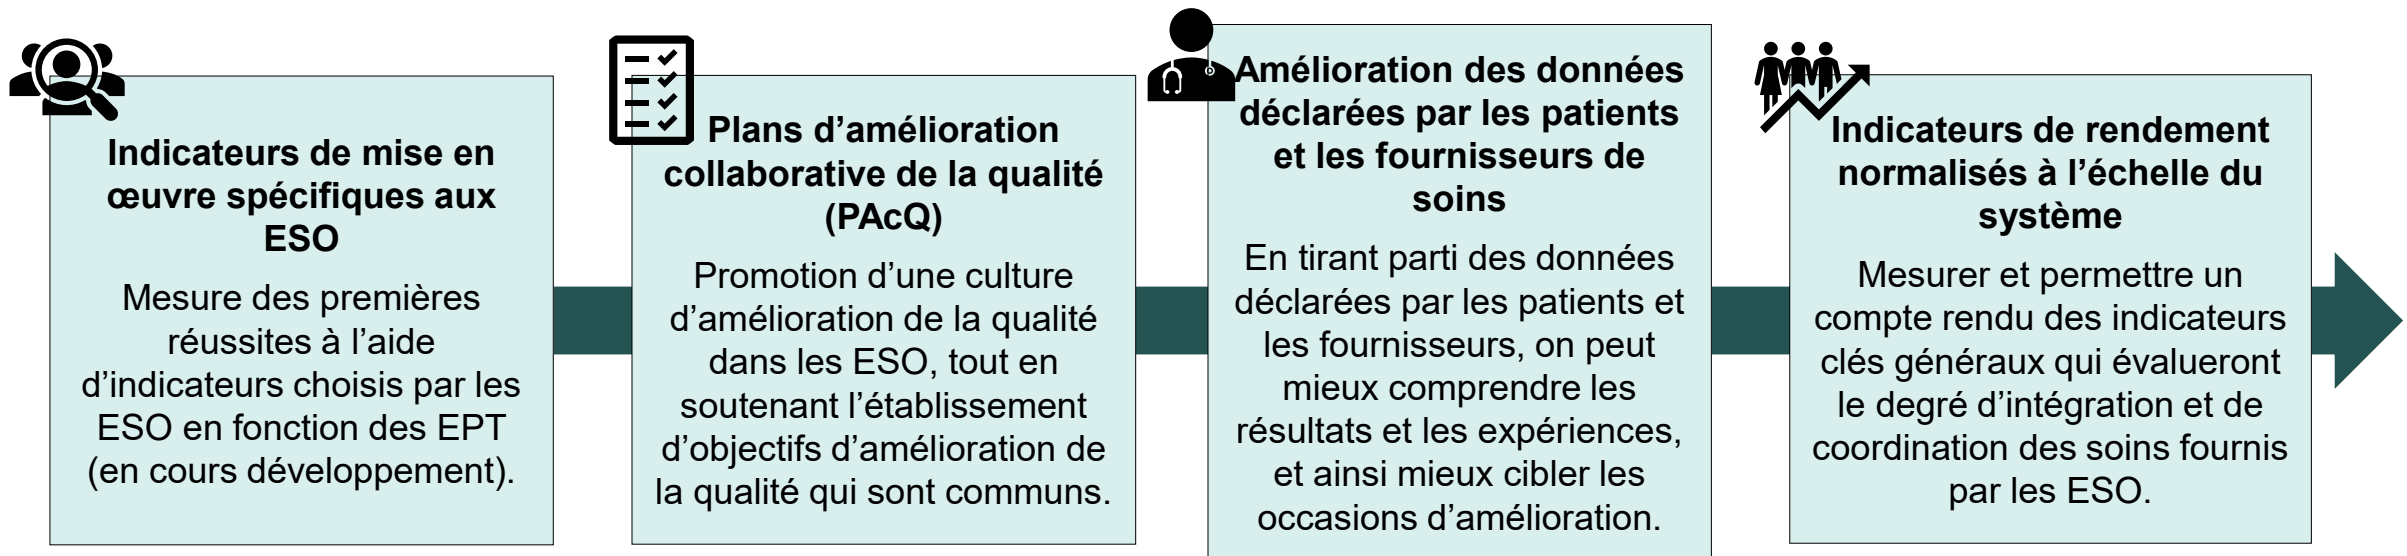 Indicateurs de mise en
œuvre spécifiques aux
ESO
Mesure des premières
réussites à l’aide
d’indicateurs choisis par les
ESO en fonction des EPT
(en cours développement).
Plans d’amélioration
collaborative de la qualité
(PAcQ)
Promotion d’une culture
d’amélioration de la qualité
dans les ESO, tout en
soutenant l’établissement
d’objectifs d’amélioration de
la qualité qui sont communs.
Amélioration des données
déclarées par les patients
et les fournisseurs de
soins
En tirant parti des données
déclarées par les patients et
les fournisseurs, on peut
mieux comprendre les
résultats et les expériences,
et ainsi mieux cibler les
occasions d’amélioration.
Indicateurs de rendement
normalisés à l’échelle du
système
Mesurer et permettre un
compte rendu des indicateurs
clés généraux qui évalueront
le degré d’intégration et de
coordination des soins fournis
par les ESO.